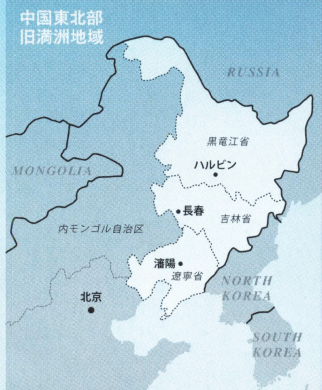 中国東北部
旧満洲地域
RUSSIA
黒竜江省
ハルビン
MONGOLIA
長春
吉林省
内モンゴル自治区
瀋陽
遼寧省
NORTH
KOREA
北京
SOUTH
KOREA